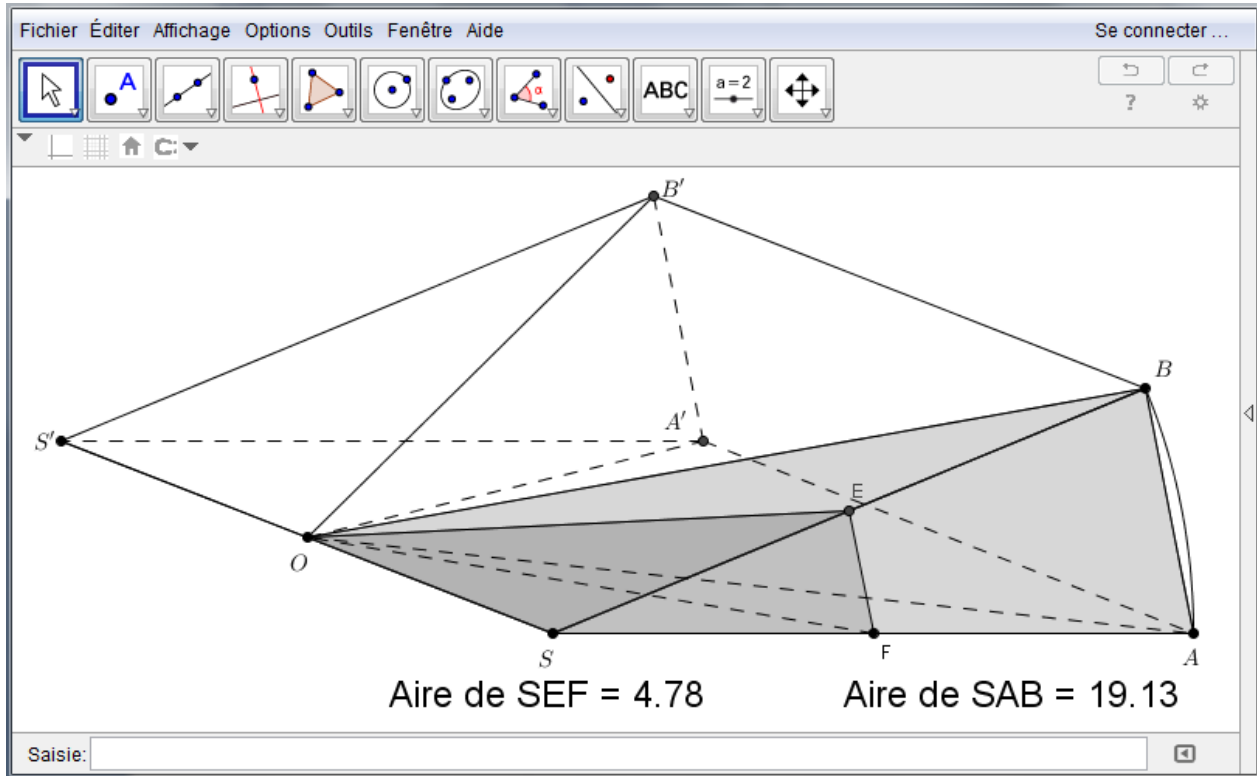 Fichier Éditer Affichage Options Outils Fenêtre Aide Se connecter ...
A α ABC a=2
?
B′
B
S′
A′
E
O
S
F
A
Aire de SEF = 4.78 Aire de SAB = 19.13
Saisie: